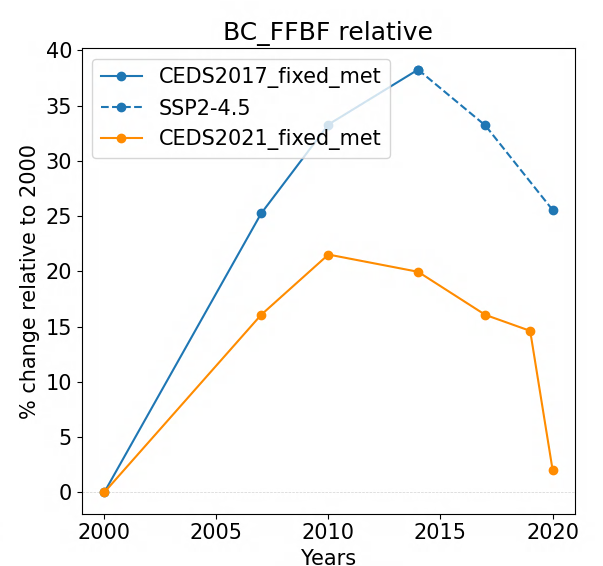 BC_FFBF relative
CEDS2017_fixed_met
SSP2-4.5
CEDS2021_fixed_met
% change relative to 2000
40
35
30
25
20
15
10
5
0
2000 2005 2010 2015 2020
Years